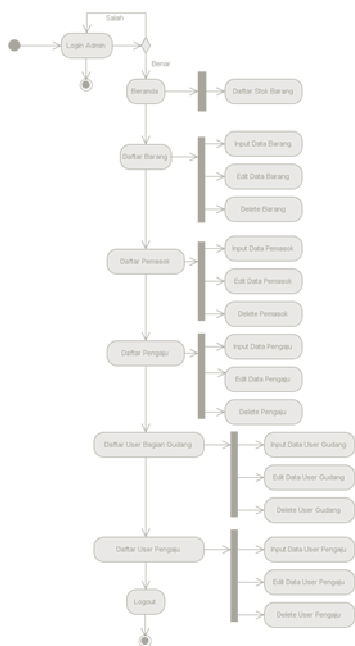 Salah
Login Admin
Benar
Beranda
Daftar Stok Barang
Daftar Barang
Input Data Barang
Edit Data Barang
Delete Barang
Daftar Pemasok
Input Data Pemasok
Edit Data Pemasok
Delete Pemasok
Daftar Pengaju
Input Data Pengaju
Edit Data Pengaju
Delete Pengaju
Daftar User Bagian Gudang
Input Data User Gudang
Edit Data User Gudang
Delete User Gudang
Daftar User Pengaju
Input Data User Pengaju
Edit Data User Pengaju
Delete User Pengaju
Logout